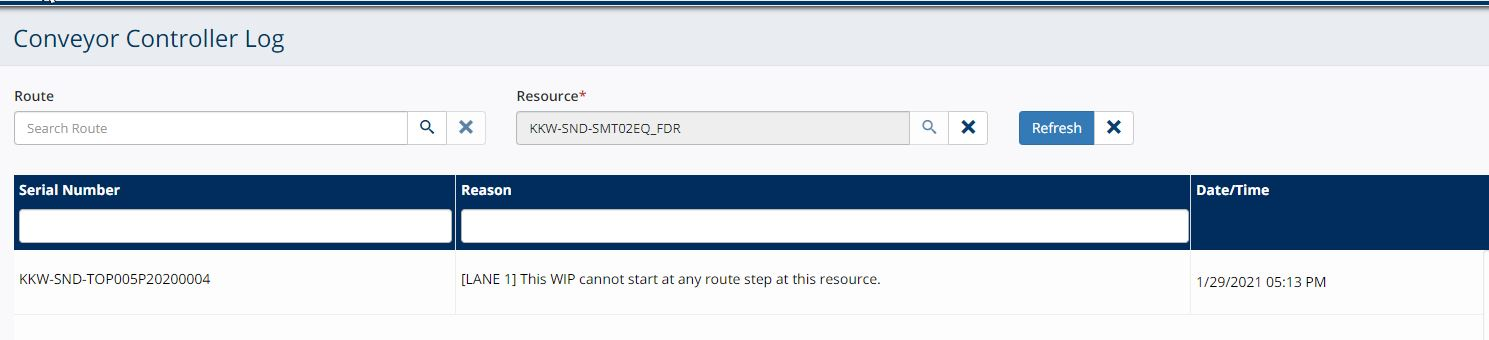 Conveyor Controller Log
Route
Resource*
Search Route
KKW-SND-SMT02EQ_FDR
Refresh
Serial Number
Reason
Date/Time
KKW-SND-TOP005P20200004
[LANE 1] This WIP cannot start at any route step at this resource.
1/29/2021 05:13 PM